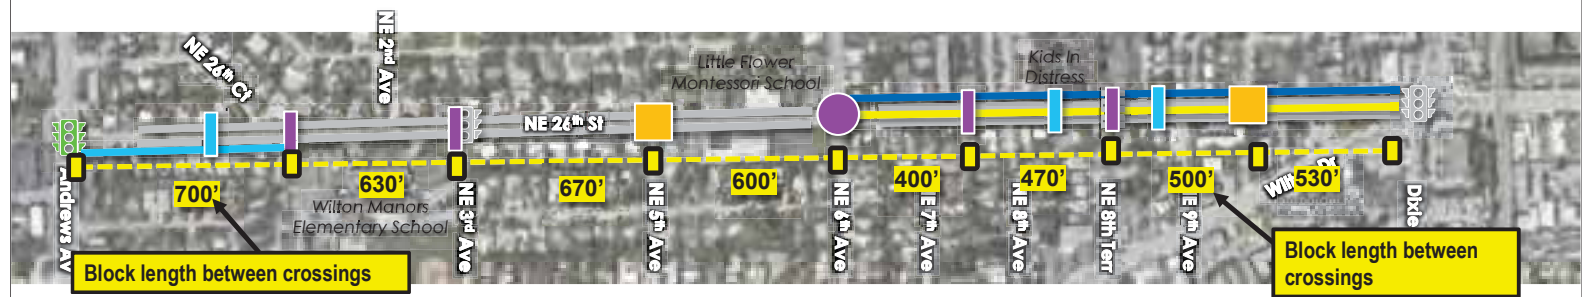 NE 26th Ct
NE 2nd Ave
Little Flower
Montessori School
Kids In
Distress
NE 26th St
700’
630’
670’
600’
400’
470’
500’
530’
Wilton Manors
Elementary School
Andrews Av
NE 3rd Ave
NE 5th Ave
NE 6th Ave
NE 7th Ave
NE 8th Ave
NE 8th Terr
NE 9th Ave
Dixie
Block length between crossings
Block length between
crossings